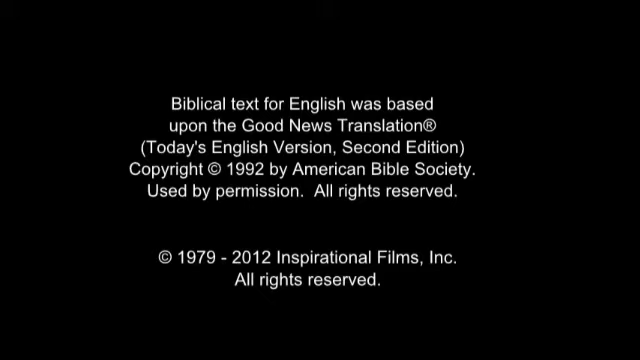 Biblical text for English was based
upon the Good News Translation®
(Today's English Version, Second Edition)
Copyright © 1992 by American Bible Society.
Used by permission.  All rights reserved.
© 1979 - 2012 Inspirational Films, Inc.
All rights reserved.